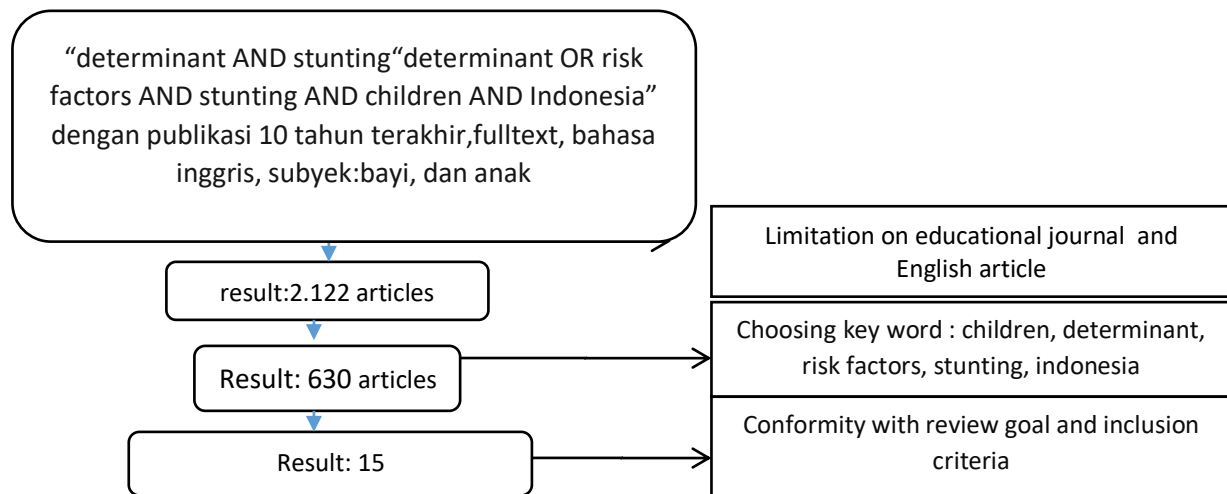 “determinant AND stunting“determinant OR risk
factors AND stunting AND children AND Indonesia”
dengan publikasi 10 tahun terakhir,fulltext, bahasa
inggris, subyek:bayi, dan anak
Limitation on educational journal and
English article
result:2.122 articles
Choosing key word : children, determinant,
risk factors, stunting, indonesia
Result: 630 articles
Conformity with review goal and inclusion
criteria
Result: 15